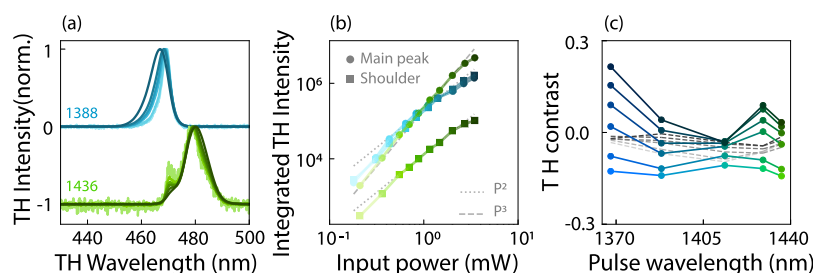 (a)
TH Intensity(norm.)
1
0
-1
1388
1436
440
460
480
500
TH Wavelength (nm)
(b)
Integrated TH Intensity
10⁶
10⁴
Main peak
Shoulder
P²
P³
10⁻¹
10⁰
10¹
Input power (mW)
(c)
TH contrast
0.3
0.0
-0.3
1370
1405
1440
Pulse wavelength (nm)